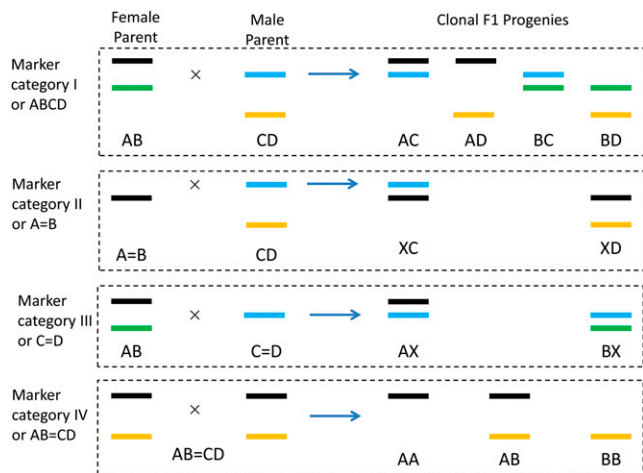 Female
Parent
Male
Parent
Clonal F1 Progenies
Marker
category I
or ABCD
×
AB
CD
AC
AD
BC
BD
Marker
category II
or A=B
×
A=B
CD
XC
XD
Marker
category III
or C=D
×
AB
C=D
AX
BX
Marker
category IV
or AB=CD
×
AB=CD
AA
AB
BB